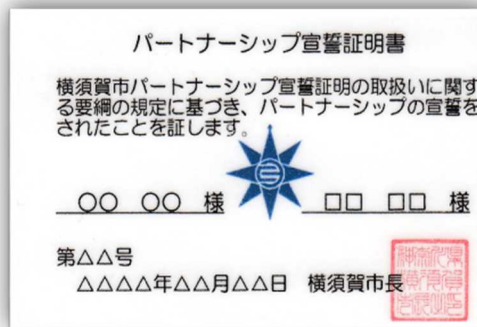 パートナーシップ宣誓証明書
横須賀市パートナーシップ宣誓証明の取扱いに関す
る要綱の規定に基づき、パートナーシップの宣誓を
されたことを証します。
○○ ○○ 様 □□ □□ 様
第△△号
△△△△年△△月△△日 横須賀市長